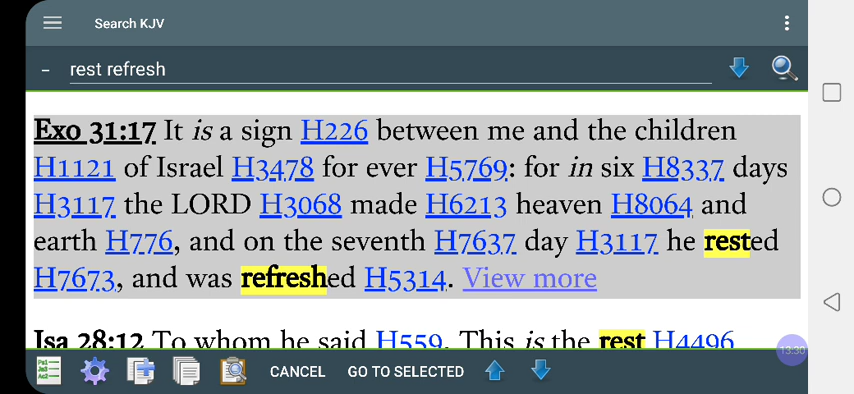 Search KJV
rest refresh
Exo 31:17 It is a sign H226 between me and the children
H1121 of Israel H3478 for ever H5769: for in six H8337 days
H3117 the LORD H3068 made H6213 heaven H8064 and
earth H776, and on the seventh H7637 day H3117 he rested
H7673, and was refreshed H5314. View more
Isa 28:12 To whom he said H559, This is the rest H4496
13:30
CANCEL GO TO SELECTED